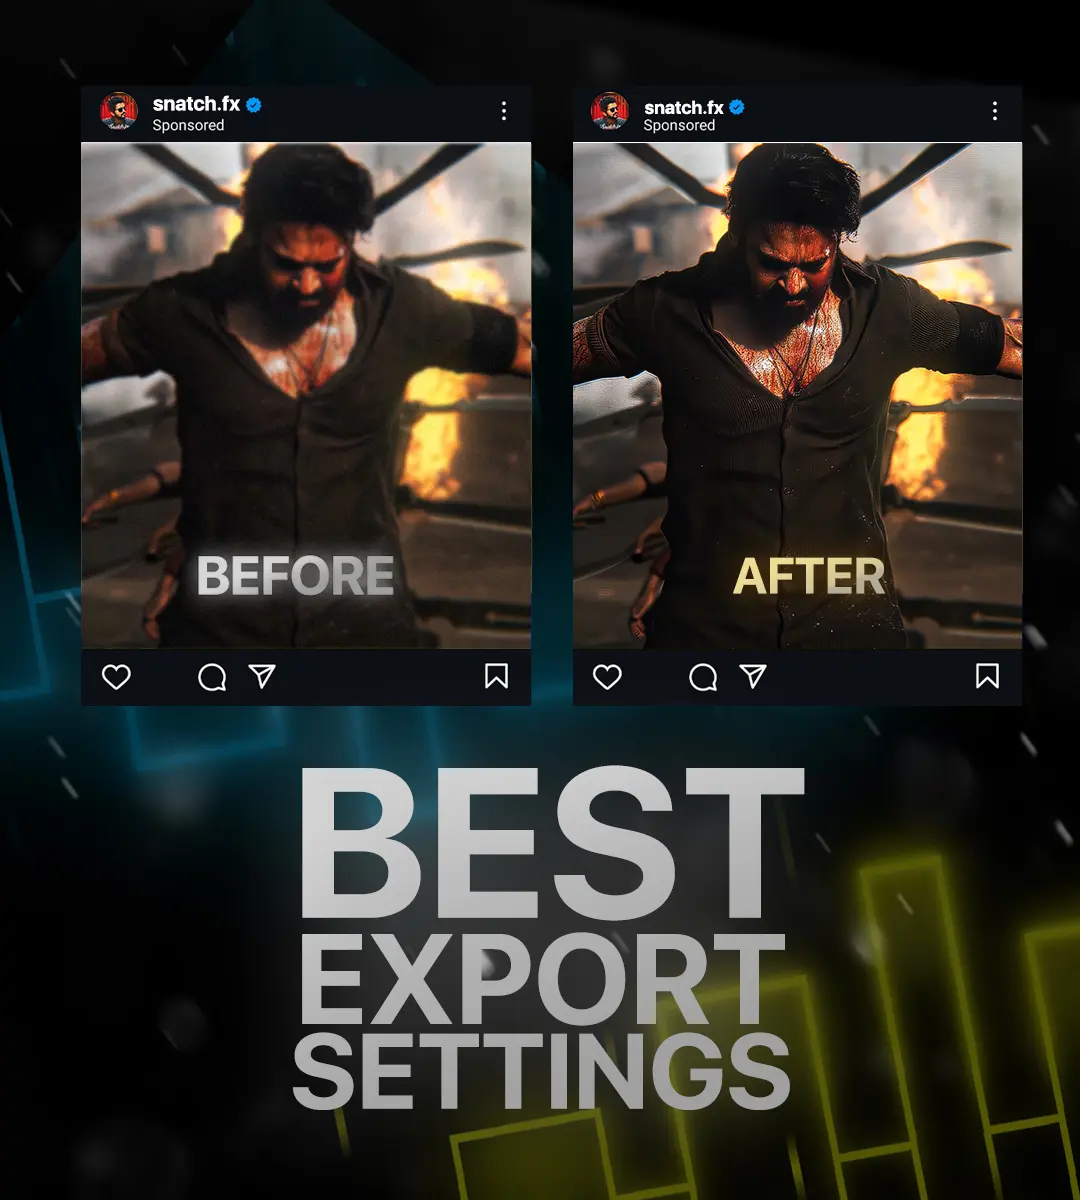 snatch.fx
Sponsored
BEFORE
snatch.fx
Sponsored
AFTER
BEST
EXPORT
SETTINGS